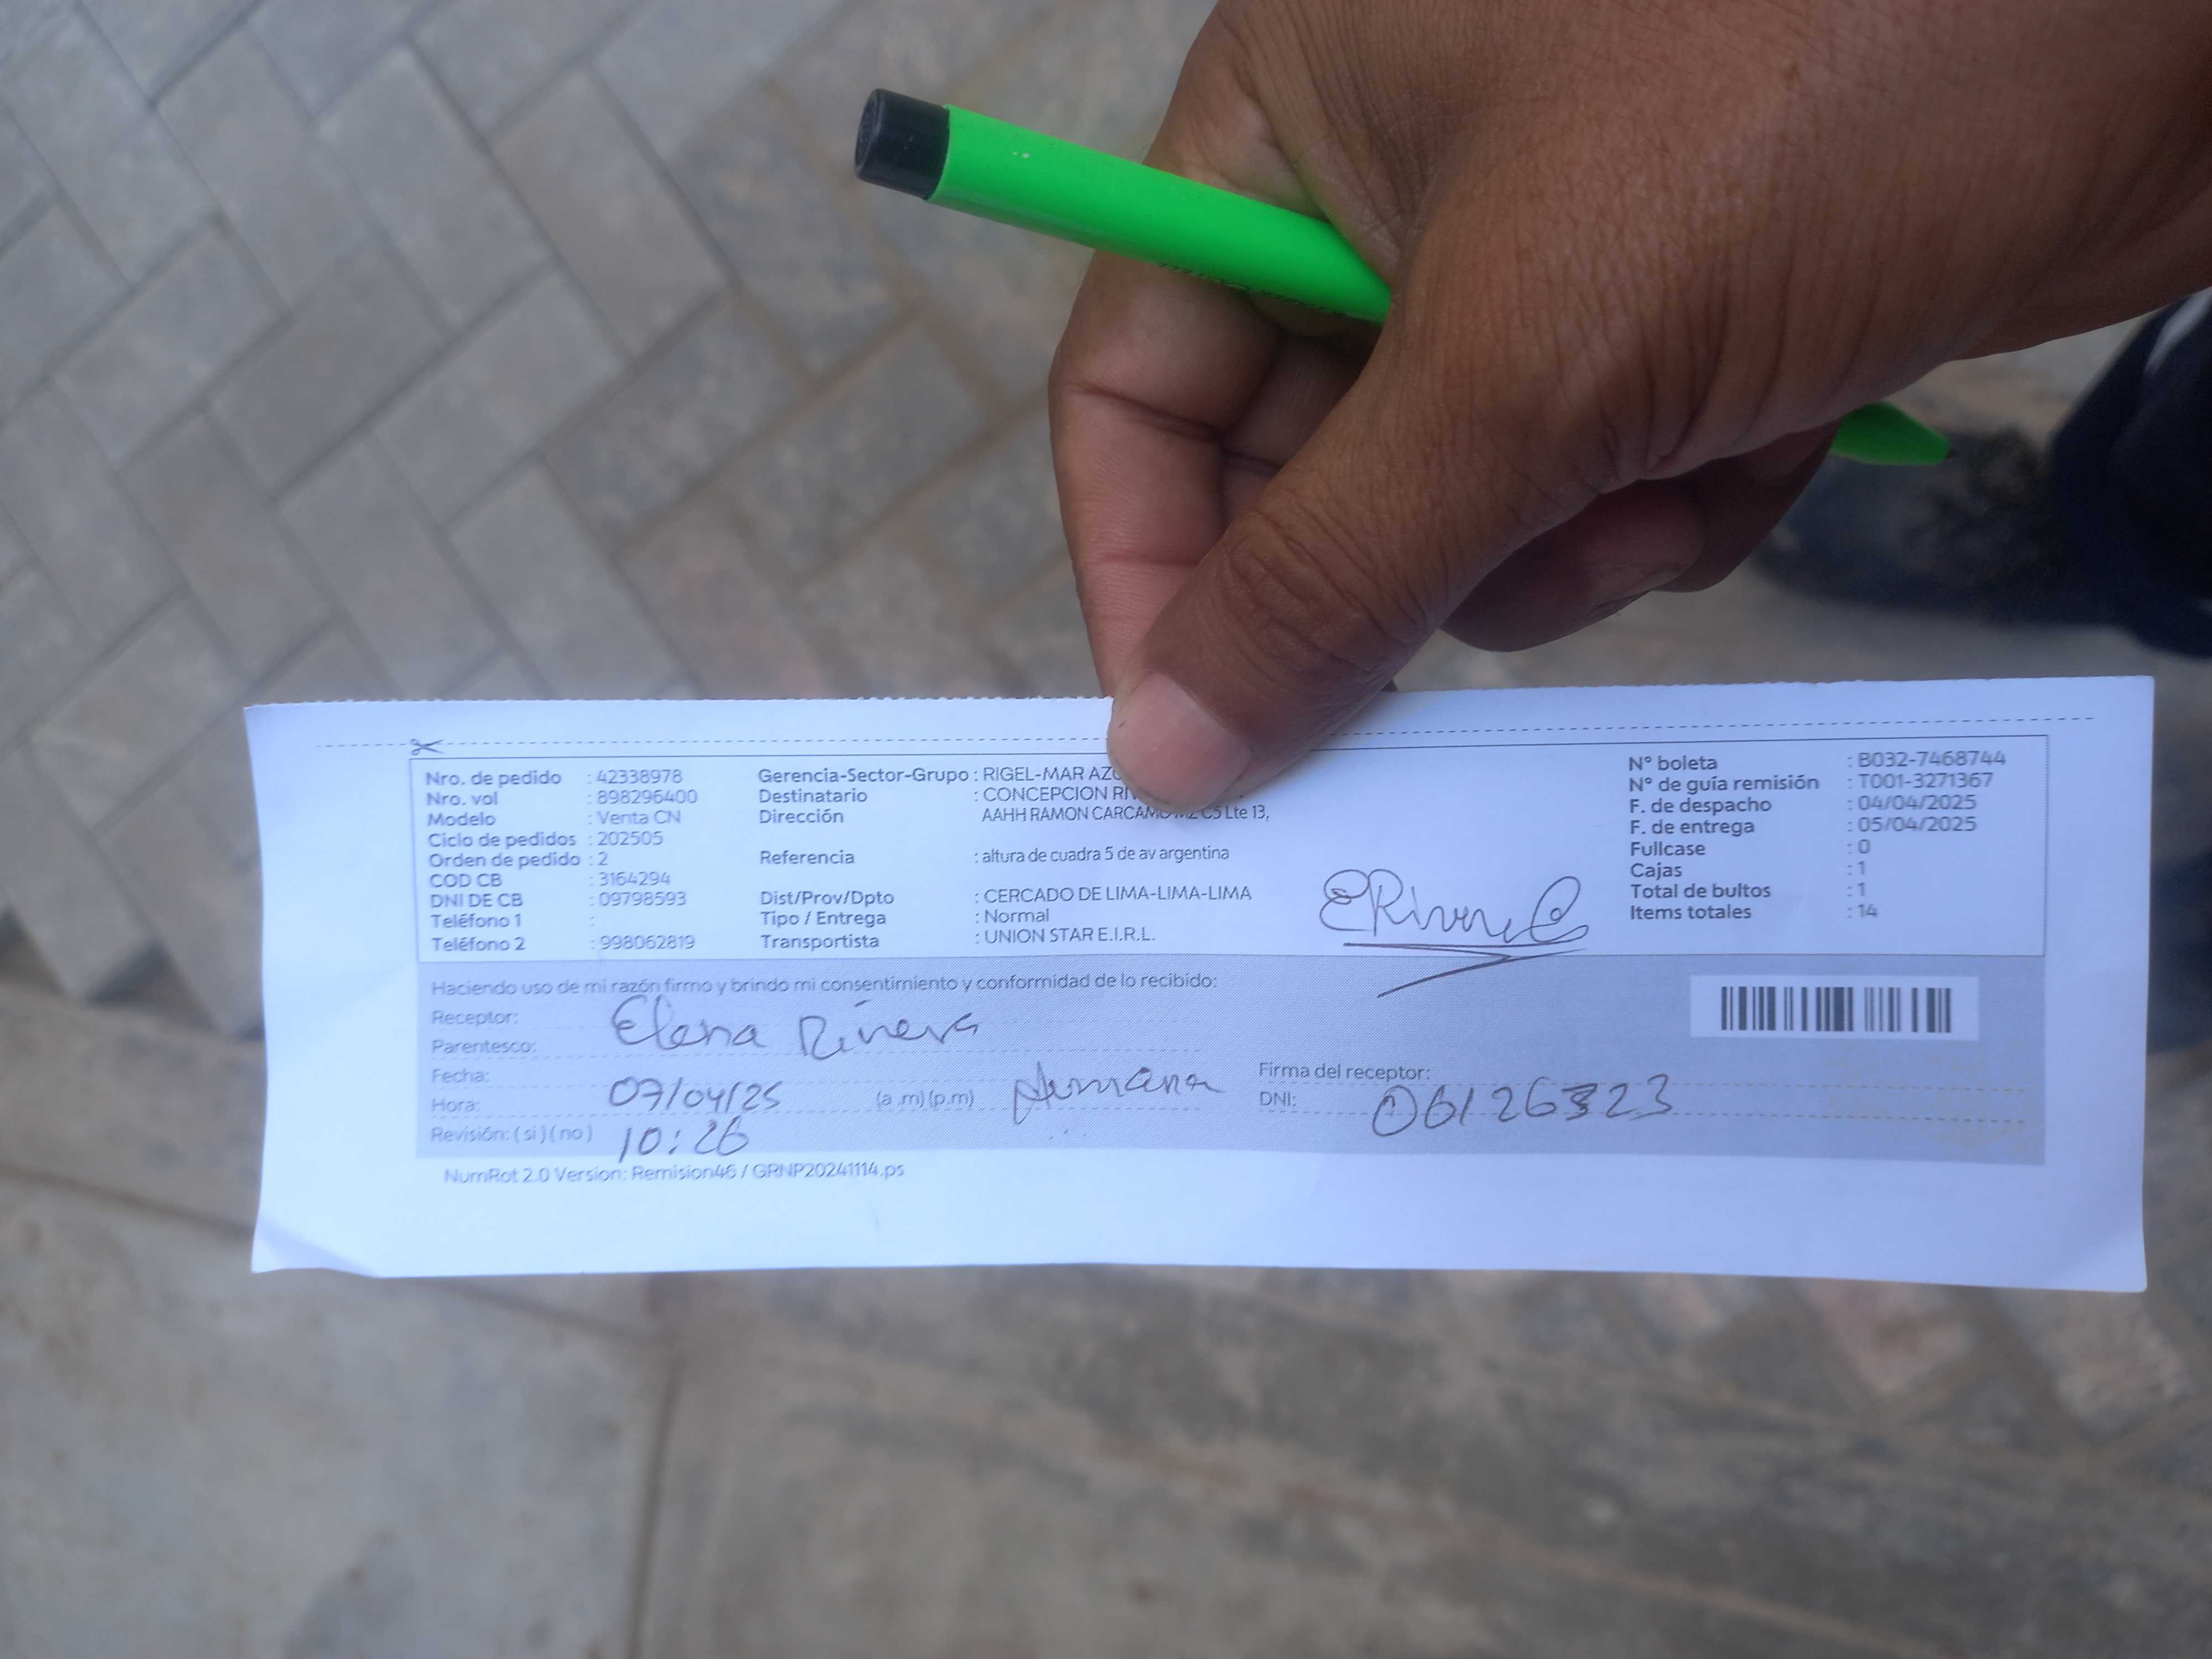 Nro. de pedido : 42338978
Nro. vol : 898296400
Modelo : Venta CN
Ciclo de pedidos : 202505
Orden de pedido : 2
COD CB : 3164294
DNI DE CB : 09798593
Teléfono 1 :
Teléfono 2 : 998062819
Gerencia-Sector-Grupo : RIGEL-MAR
Destinatario : CONCEPCION
Dirección AAHH RAMON CARCAMO C5 Lte 13,
Referencia : altura de cuadra 5 de av argentina
Dist/Prov/Dpto : CERCADO DE LIMA-LIMA-LIMA
Tipo / Entrega : Normal
Transportista : UNION STAR E.I.R.L.
N° boleta : B032-7468744
N° de guía remisión : T001-3271367
F. de despacho : 04/04/2025
F. de entrega : 05/04/2025
Fullcase : 0
Cajas : 1
Total de bultos : 1
Items totales : 14
Haciendo uso de mi razón firmo y brindo mi consentimiento y conformidad de lo recibido:
Receptor: Elena Rivera
Parentesco:
Fecha: 07/04/25
Hora: 10:26 (a .m) (p.m)
Revisión: ( si ) ( no )
Firma del receptor:
DNI: 06126323
NumRot 2.0 Version: Remision46 / GRNP20241114.ps